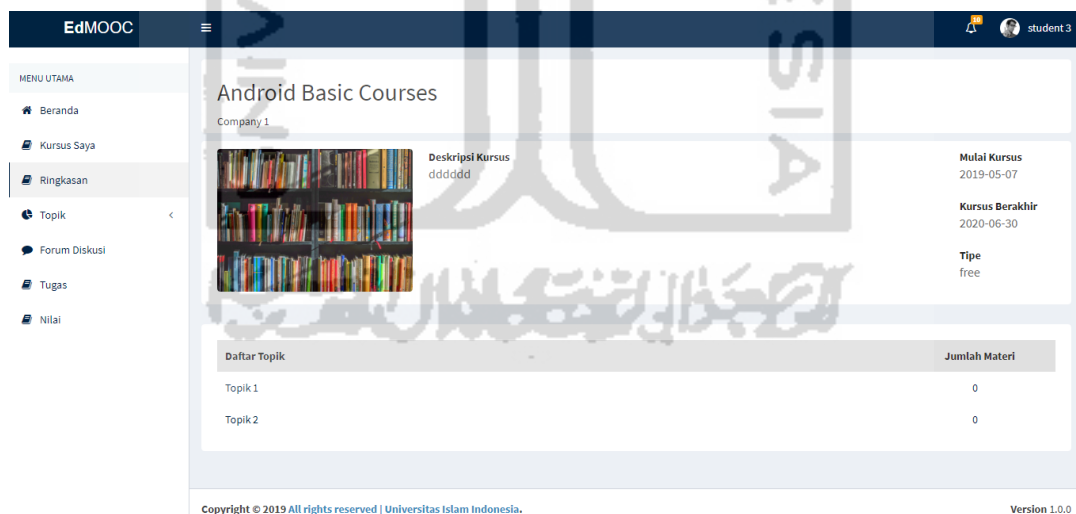 EdMOOC
10
student 3
MENU UTAMA
Beranda
Kursus Saya
Ringkasan
Topik
Forum Diskusi
Tugas
Nilai
Android Basic Courses
Company 1
Deskripsi Kursus
dddddd
Mulai Kursus
2019-05-07
Kursus Berakhir
2020-06-30
Tipe
free
Daftar Topik Jumlah Materi
Topik 1 0
Topik 2 0
Copyright © 2019 All rights reserved | Universitas Islam Indonesia. Version 1.0.0